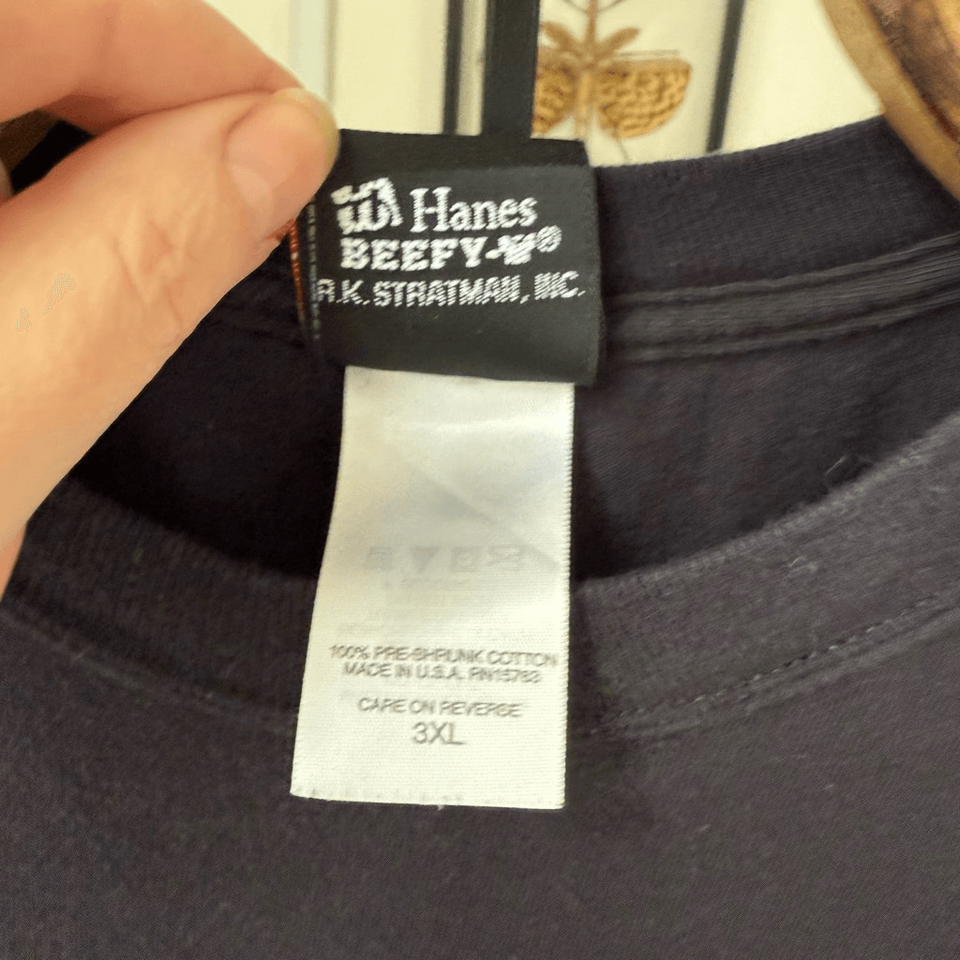 Hanes
BEEFY-T®
R.K. STRATMAN, INC.
100% PRE-SHRUNK COTTON
MADE IN U.S.A. RN15763
CARE ON REVERSE
3XL